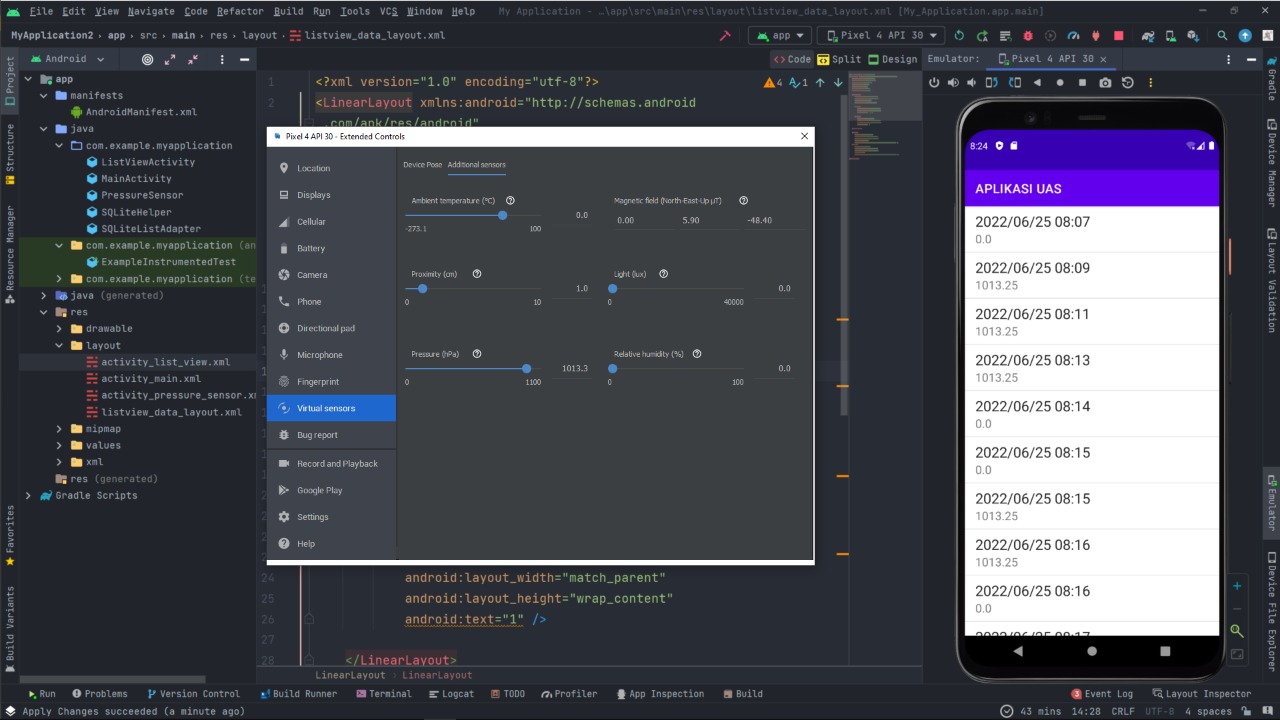 File Edit View Navigate Code Refactor Build Run Tools VCS Window Help My Application - ...\app\src\main\res\layout\listview_data_layout.xml [My_Application.app.main]
MyApplication2 app src main res layout listview_data_layout.xml app Pixel 4 API 30
Android Code Split Design Emulator: Pixel 4 API 30
Project
Structure
Resource Manager
Favorites
Build Variants
app
manifests
AndroidManifest.xml
java
com.example.myapplication
ListViewActivity
MainActivity
PressureSensor
SQLiteHelper
SQLiteListAdapter
com.example.myapplication (an
ExampleInstrumentedTest
com.example.myapplication (te
java (generated)
res
drawable
layout
activity_list_view.xml
activity_main.xml
activity_pressure_sensor.xm
listview_data_layout.xml
mipmap
values
xml
res (generated)
Gradle Scripts
1 <?xml version="1.0" encoding="utf-8"?>
2 <LinearLayout xmlns:android="http://schemas.android
.com/apk/res/android"
4 1
Pixel 4 API 30 - Extended Controls
Location
Displays
Cellular
Battery
Camera
Phone
Directional pad
Microphone
Fingerprint
Virtual sensors
Bug report
Record and Playback
Google Play
Settings
Help
Device Pose Additional sensors
Ambient temperature (°C) Magnetic field (North-East-Up μT)
0.0 0.00 5.90 -48.40
-273.1 100
Proximity (cm) Light (lux)
1.0 0.0
0 10 0 40000
Pressure (hPa) Relative humidity (%)
1013.3 0.0
0 1100 0 100
24 android:layout_width="match_parent"
25 android:layout_height="wrap_content"
26 android:text="1" />
27
28 </LinearLayout>
LinearLayout LinearLayout
8:24
APLIKASI UAS
2022/06/25 08:07
0.0
2022/06/25 08:09
1013.25
2022/06/25 08:11
1013.25
2022/06/25 08:13
1013.25
2022/06/25 08:14
0.0
2022/06/25 08:15
0.0
2022/06/25 08:15
1013.25
2022/06/25 08:16
1013.25
2022/06/25 08:16
0.0
2022/06/25 08:17
Gradle
Device Manager
Layout Validation
Emulator
Device File Explorer
Run Problems Version Control Build Runner Terminal Logcat TODO Profiler App Inspection Build 3 Event Log Layout Inspector
Apply Changes succeeded (a minute ago) 43 mins 14:28 CRLF UTF-8 4 spaces